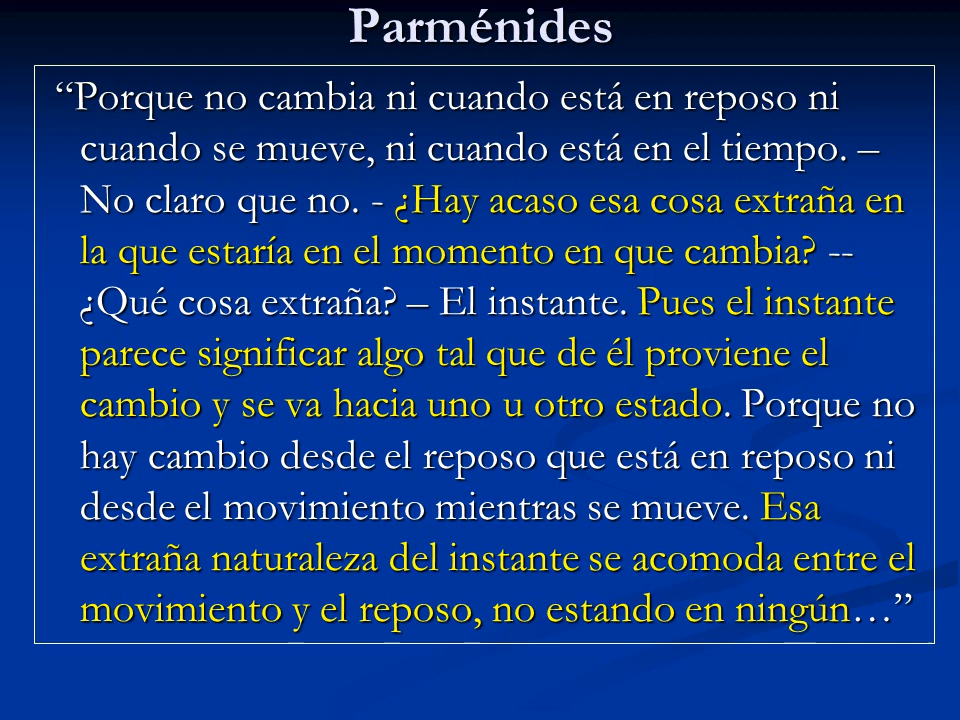 Parménides
“Porque no cambia ni cuando está en reposo ni
cuando se mueve, ni cuando está en el tiempo. –
No claro que no. - ¿Hay acaso esa cosa extraña en
la que estaría en el momento en que cambia? --
¿Qué cosa extraña? – El instante. Pues el instante
parece significar algo tal que de él proviene el
cambio y se va hacia uno u otro estado. Porque no
hay cambio desde el reposo que está en reposo ni
desde el movimiento mientras se mueve. Esa
extraña naturaleza del instante se acomoda entre el
movimiento y el reposo, no estando en ningún…”